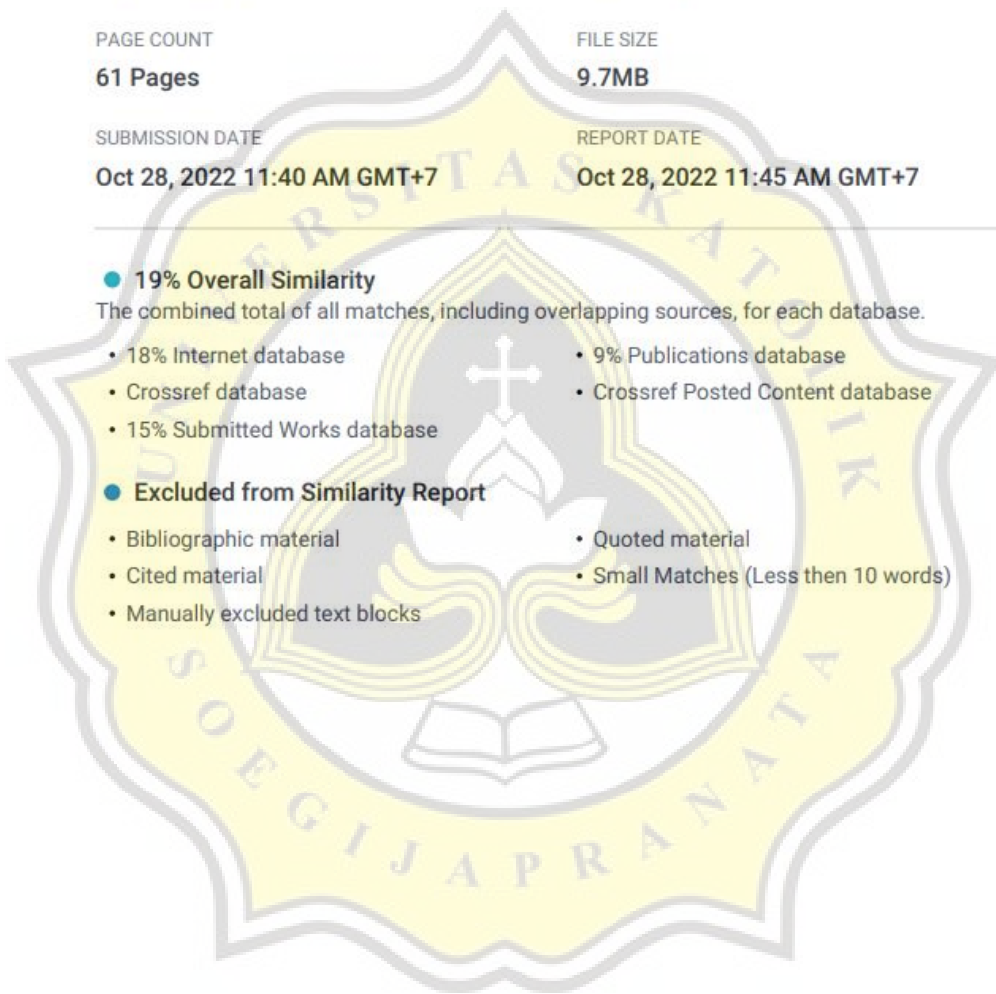 PAGE COUNT FILE SIZE
61 Pages 9.7MB
SUBMISSION DATE REPORT DATE
Oct 28, 2022 11:40 AM GMT+7 Oct 28, 2022 11:45 AM GMT+7
19% Overall Similarity
The combined total of all matches, including overlapping sources, for each database.
• 18% Internet database • 9% Publications database
• Crossref database • Crossref Posted Content database
• 15% Submitted Works database
Excluded from Similarity Report
• Bibliographic material • Quoted material
• Cited material • Small Matches (Less then 10 words)
• Manually excluded text blocks
UNIVERSITAS KATOLIK
SOEGIJAPRANATA